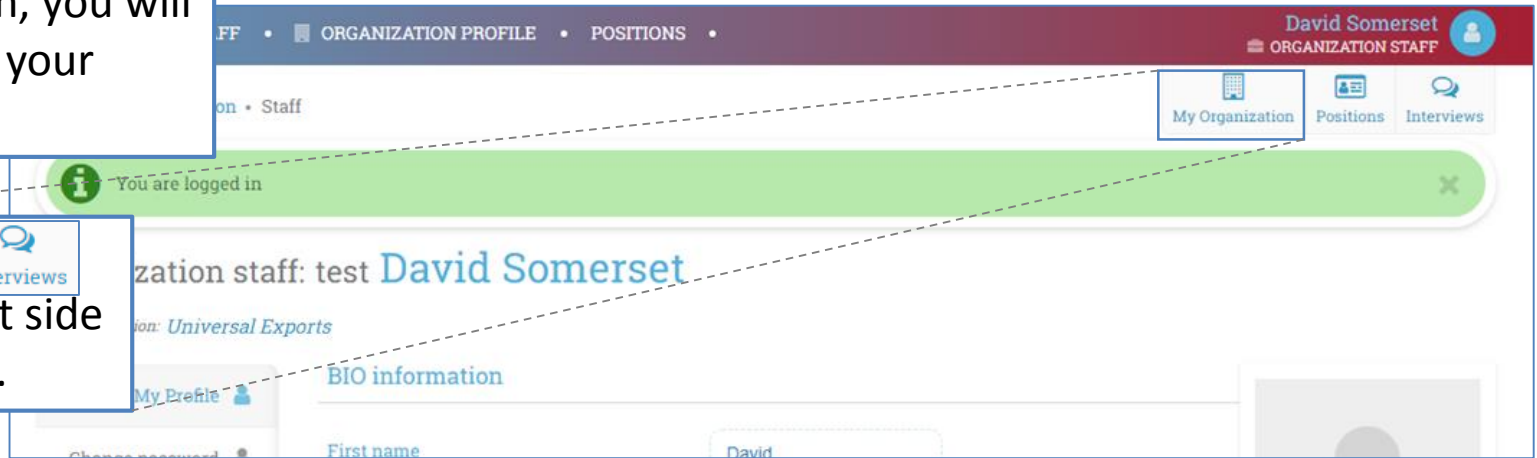 n, you will
your
FF • ORGANIZATION PROFILE • POSITIONS •
David Somerset
ORGANIZATION STAFF
on • Staff
My Organization Positions Interviews
You are logged in
erviews
t side
.
zation staff: test David Somerset
ion: Universal Exports
My Profile
BIO information
Change password
First name
David